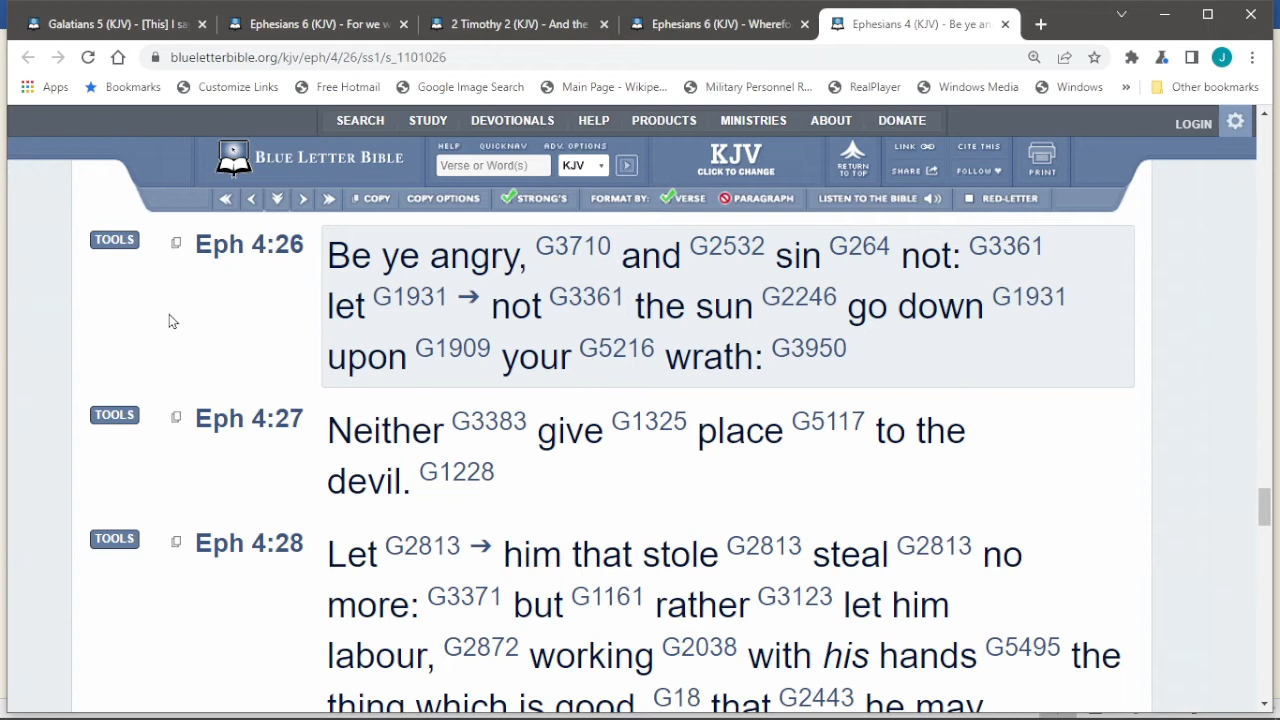 Galatians 5 (KJV) - [This] I sa
Ephesians 6 (KJV) - For we w
2 Timothy 2 (KJV) - And the
Ephesians 6 (KJV) - Wherefo
Ephesians 4 (KJV) - Be ye an
blueletterbible.org/kjv/eph/4/26/ss1/s_1101026
J
Apps Bookmarks Customize Links Free Hotmail Google Image Search Main Page - Wikipe... Military Personnel R... RealPlayer Windows Media Windows » Other bookmarks
SEARCH STUDY DEVOTIONALS HELP PRODUCTS MINISTRIES ABOUT DONATE LOGIN
HELP QUICKNAV ADV. OPTIONS
BLUE LETTER BIBLE
Verse or Word(s) KJV
KJV
CLICK TO CHANGE
RETURN
TO TOP
LINK CITE THIS
SHARE FOLLOW
PRINT
COPY COPY OPTIONS STRONG'S FORMAT BY: VERSE PARAGRAPH LISTEN TO THE BIBLE RED-LETTER
TOOLS Eph 4:26 Be ye angry, G3710 and G2532 sin G264 not: G3361
let G1931 → not G3361 the sun G2246 go down G1931
upon G1909 your G5216 wrath: G3950
TOOLS Eph 4:27 Neither G3383 give G1325 place G5117 to the
devil. G1228
TOOLS Eph 4:28 Let G2813 → him that stole G2813 steal G2813 no
more: G3371 but G1161 rather G3123 let him
labour, G2872 working G2038 with his hands G5495 the
thing which is good, G18 that G2443 he may